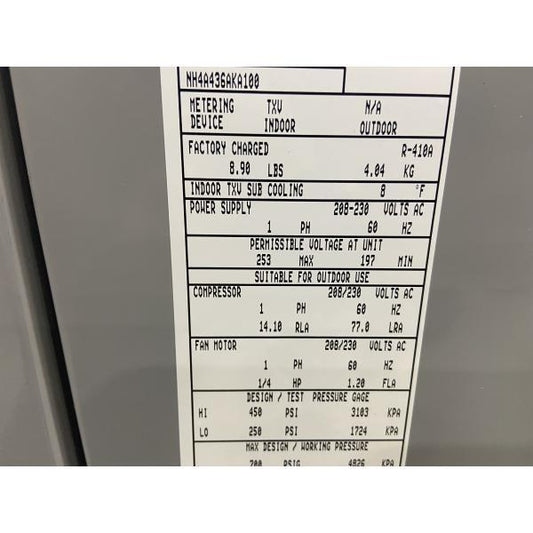 NH4A436AKA100
METERING TXV N/A
DEVICE INDOOR OUTDOOR
FACTORY CHARGED R-410A
8.90 LBS 4.04 KG
INDOOR TXV SUB COOLING 8 °F
POWER SUPPLY 208-230 VOLTS AC
1 PH 60 HZ
PERMISSIBLE VOLTAGE AT UNIT
253 MAX 197 MIN
SUITABLE FOR OUTDOOR USE
COMPRESSOR 208/230 VOLTS AC
1 PH 60 HZ
14.10 RLA 77.0 LRA
FAN MOTOR 208/230 VOLTS AC
1 PH 60 HZ
1/4 HP 1.20 FLA
DESIGN / TEST PRESSURE GAGE
HI 450 PSI 3103 KPA
LO 250 PSI 1724 KPA
MAX DESIGN / WORKING PRESSURE
700 PSIG 4826 KPA